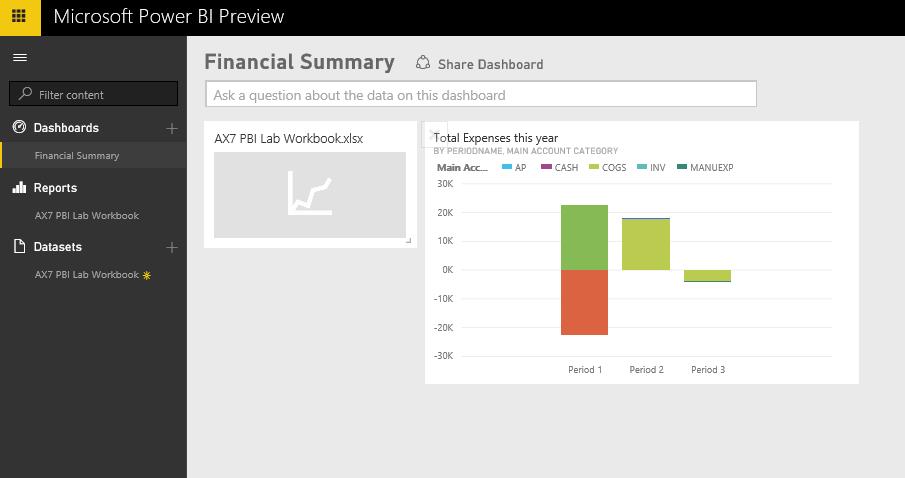 Microsoft Power BI Preview
Filter content
Dashboards
Financial Summary
Reports
AX7 PBI Lab Workbook
Datasets
AX7 PBI Lab Workbook
Financial Summary
Share Dashboard
Ask a question about the data on this dashboard
AX7 PBI Lab Workbook.xlsx
Total Expenses this year
BY PERIODNAME, MAIN ACCOUNT CATEGORY
Main Acc... AP CASH COGS INV MANUEXP
30K
20K
10K
0K
-10K
-20K
-30K
Period 1 Period 2 Period 3